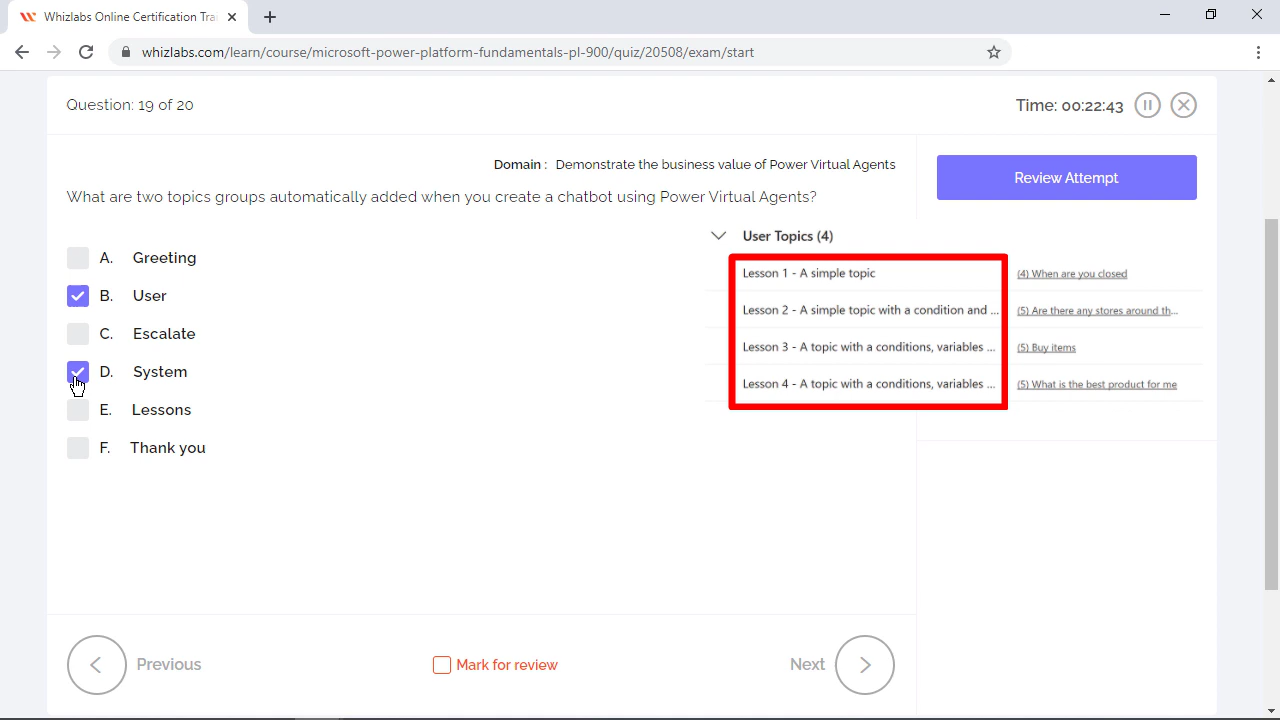 Whizlabs Online Certification Trai
whizlabs.com/learn/course/microsoft-power-platform-fundamentals-pl-900/quiz/20508/exam/start
Question: 19 of 20
Time: 00:22:43
Domain : Demonstrate the business value of Power Virtual Agents
Review Attempt
What are two topics groups automatically added when you create a chatbot using Power Virtual Agents?
A. Greeting
B. User
C. Escalate
D. System
E. Lessons
F. Thank you
User Topics (4)
Lesson 1 - A simple topic (4) When are you closed
Lesson 2 - A simple topic with a condition and ... (5) Are there any stores around th...
Lesson 3 - A topic with a conditions, variables ... (5) Buy items
Lesson 4 - A topic with a conditions, variables ... (5) What is the best product for me
Previous
Mark for review
Next